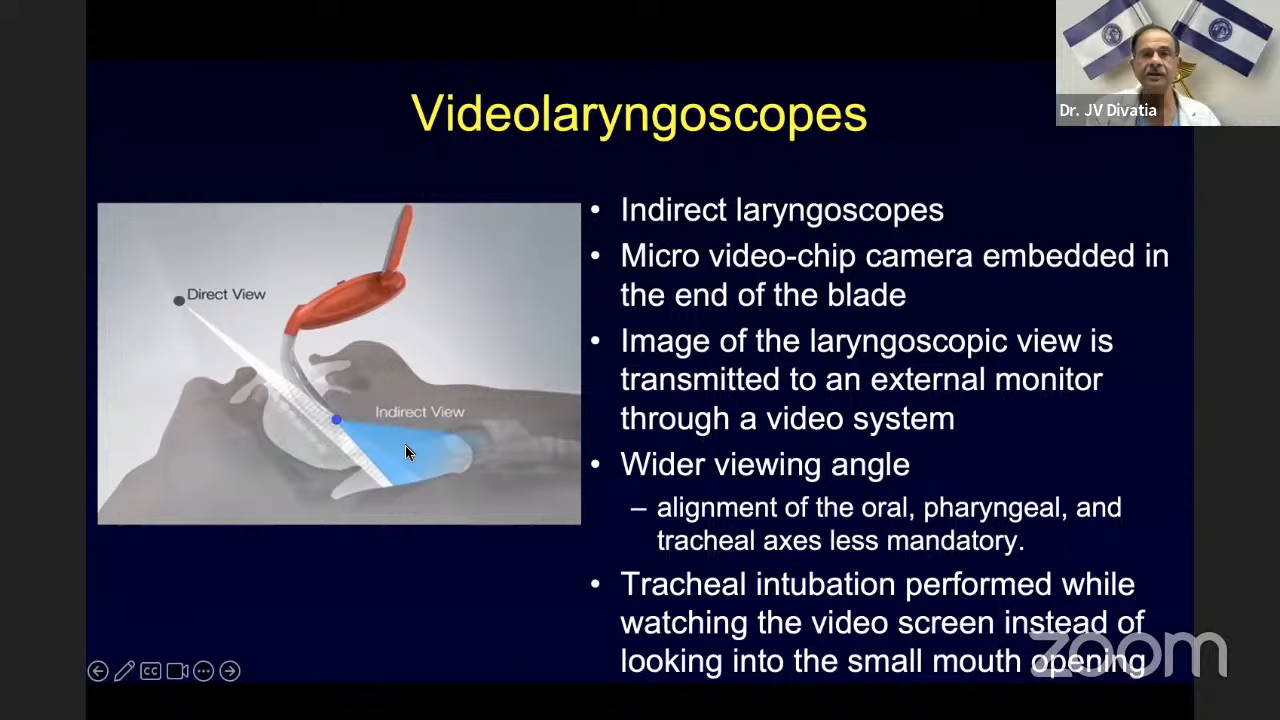 Dr. JV Divatia
Videolaryngoscopes
Direct View
Indirect View
• Indirect laryngoscopes
• Micro video-chip camera embedded in
the end of the blade
• Image of the laryngoscopic view is
transmitted to an external monitor
through a video system
• Wider viewing angle
– alignment of the oral, pharyngeal, and
tracheal axes less mandatory.
• Tracheal intubation performed while
watching the video screen instead of
looking into the small mouth opening
zoom
CC